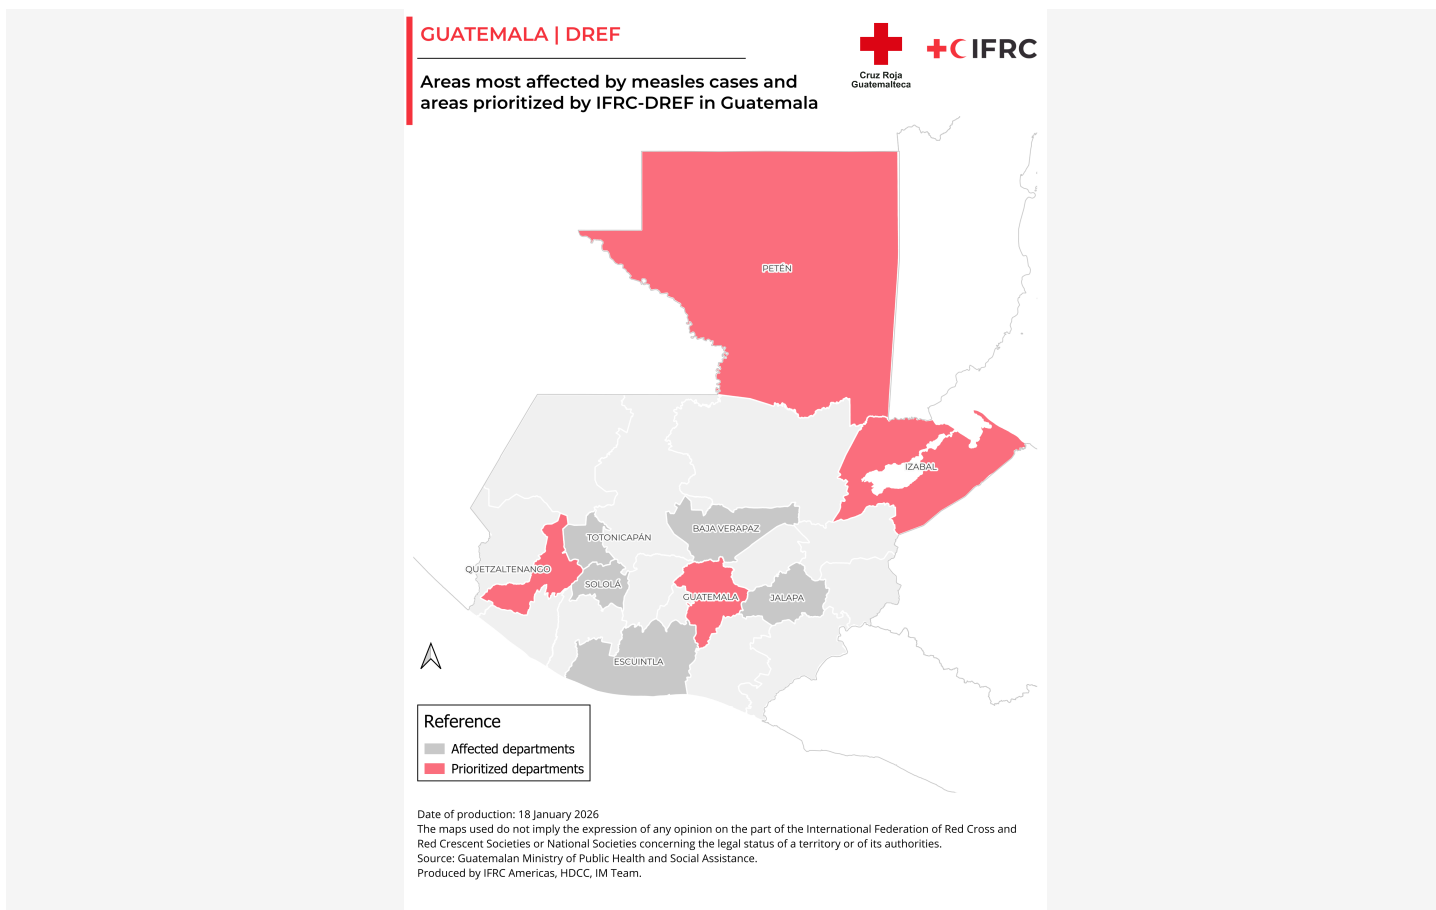 GUATEMALA | DREF
Areas most affected by measles cases and
areas prioritized by IFRC-DREF in Guatemala
Cruz Roja
Guatemalteca
IFRC
PETÉN
IZABAL
BAJA VERAPAZ
TOTONICAPÁN
QUETZALTENANGO
SOLOLÁ
GUATEMALA
JALAPA
ESCUINTLA
Reference
Affected departments
Prioritized departments
Date of production: 18 January 2026
The maps used do not imply the expression of any opinion on the part of the International Federation of Red Cross and
Red Crescent Societies or National Societies concerning the legal status of a territory or of its authorities.
Source: Guatemalan Ministry of Public Health and Social Assistance.
Produced by IFRC Americas, HDCC, IM Team.